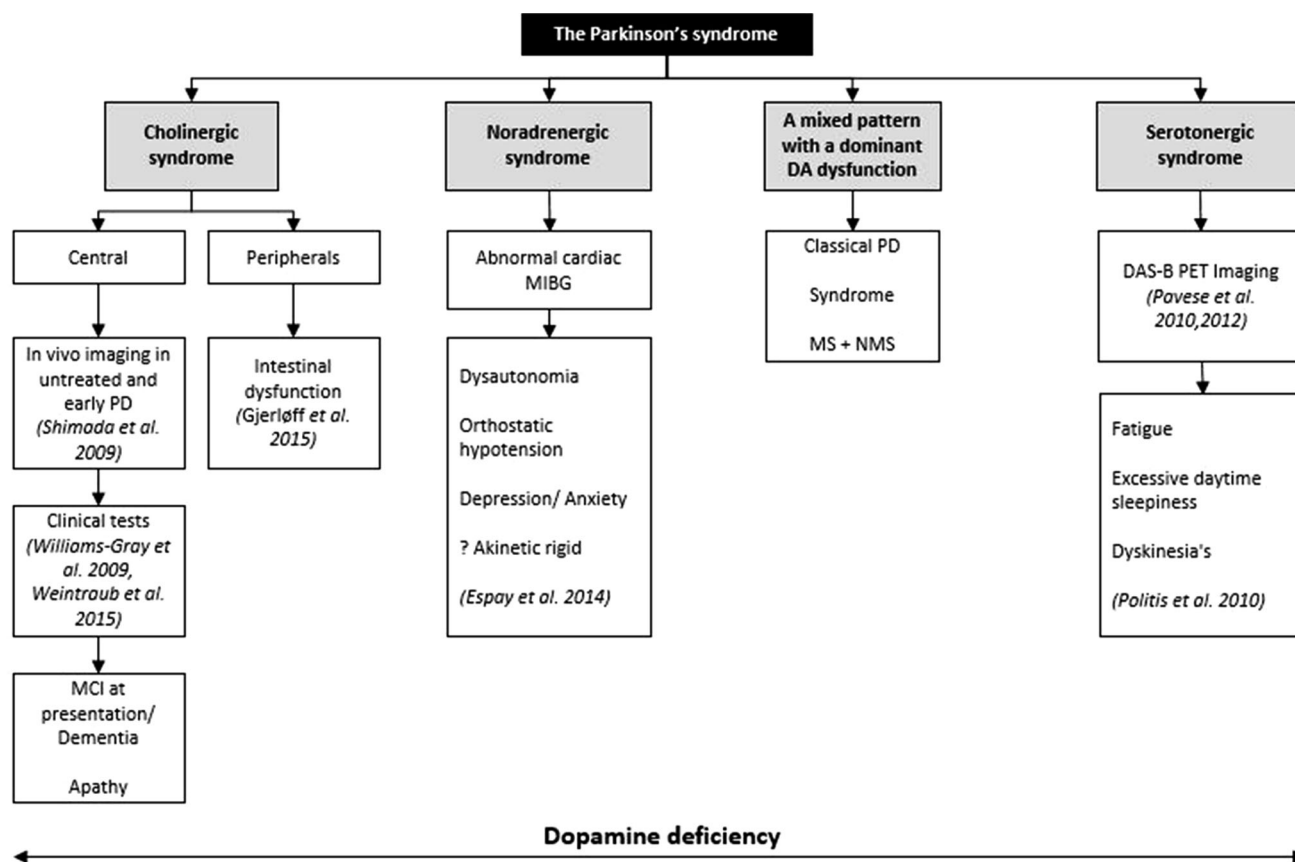 The Parkinson's syndrome
Cholinergic
syndrome
Noradrenergic
syndrome
A mixed pattern
with a dominant
DA dysfunction
Serotonergic
syndrome
Central
Peripherals
Abnormal cardiac
MIBG
Classical PD
Syndrome
MS + NMS
DAS-B PET Imaging
(Pavese et al.
2010,2012)
In vivo imaging in
untreated and
early PD
(Shimada et al.
2009)
Intestinal
dysfunction
(Gjerløff et al.
2015)
Dysautonomia
Orthostatic
hypotension
Depression/ Anxiety
? Akinetic rigid
(Espay et al. 2014)
Fatigue
Excessive daytime
sleepiness
Dyskinesia's
(Politis et al. 2010)
Clinical tests
(Williams-Gray et
al. 2009,
Weintraub et al.
2015)
MCI at
presentation/
Dementia
Apathy
Dopamine deficiency